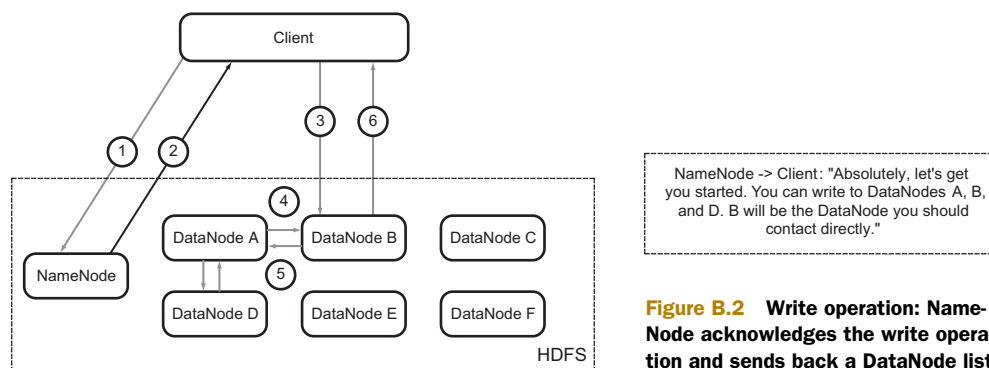 Client
1
2
3
6
4
DataNode A
DataNode B
DataNode C
NameNode
5
DataNode D
DataNode E
DataNode F
HDFS
NameNode -> Client: "Absolutely, let's get
you started. You can write to DataNodes A, B,
and D. B will be the DataNode you should
contact directly."
Figure B.2 Write operation: Name-
Node acknowledges the write opera-
tion and sends back a DataNode list